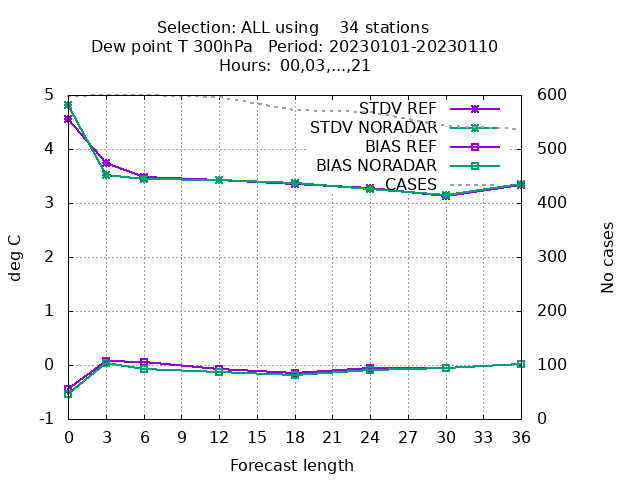 Selection: ALL using    34 stations
Dew point T 300hPa   Period: 20230101-20230110
Hours: 00,03,...,21
STDV REF
STDV NORADAR
BIAS REF
BIAS NORADAR
CASES
5
4
3
2
1
0
-1
deg C
600
500
400
300
200
100
0
No cases
0 3 6 9 12 15 18 21 24 27 30 33 36
Forecast length